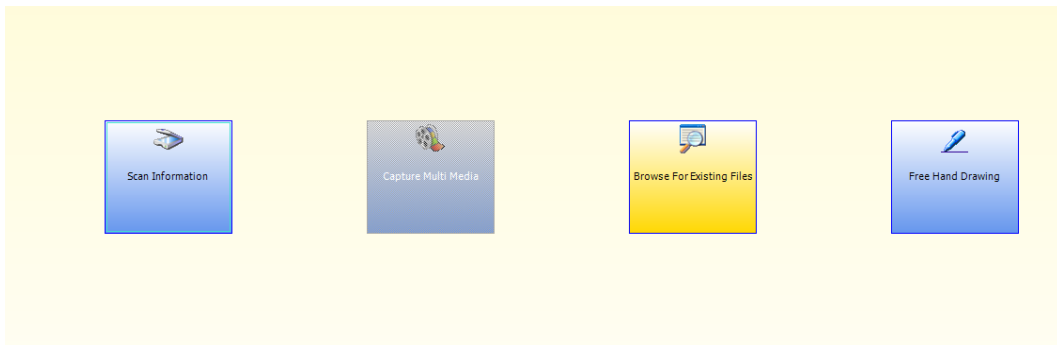 Scan Information
Capture Multi Media
Browse For Existing Files
Free Hand Drawing